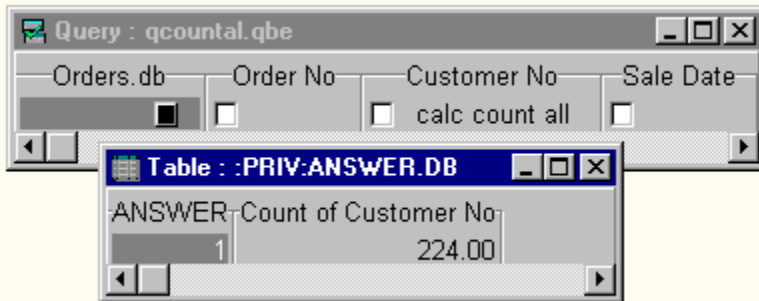 Query : qcountal.qbe
Orders.db Order No Customer No Sale Date
calc count all
Table : :PRIV:ANSWER.DB
ANSWER Count of Customer No
1 224.00